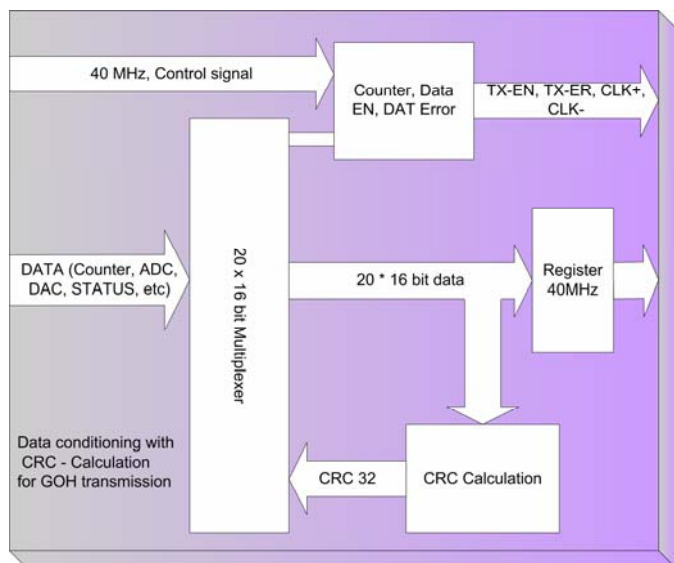 40 MHz, Control signal
Counter, Data
EN, DAT Error
TX-EN, TX-ER, CLK+,
CLK-
20 x 16 bit Multiplexer
DATA (Counter, ADC,
DAC, STATUS, etc)
20 * 16 bit data
Register
40MHz
Data conditioning with
CRC - Calculation
for GOH transmission
CRC 32
CRC Calculation